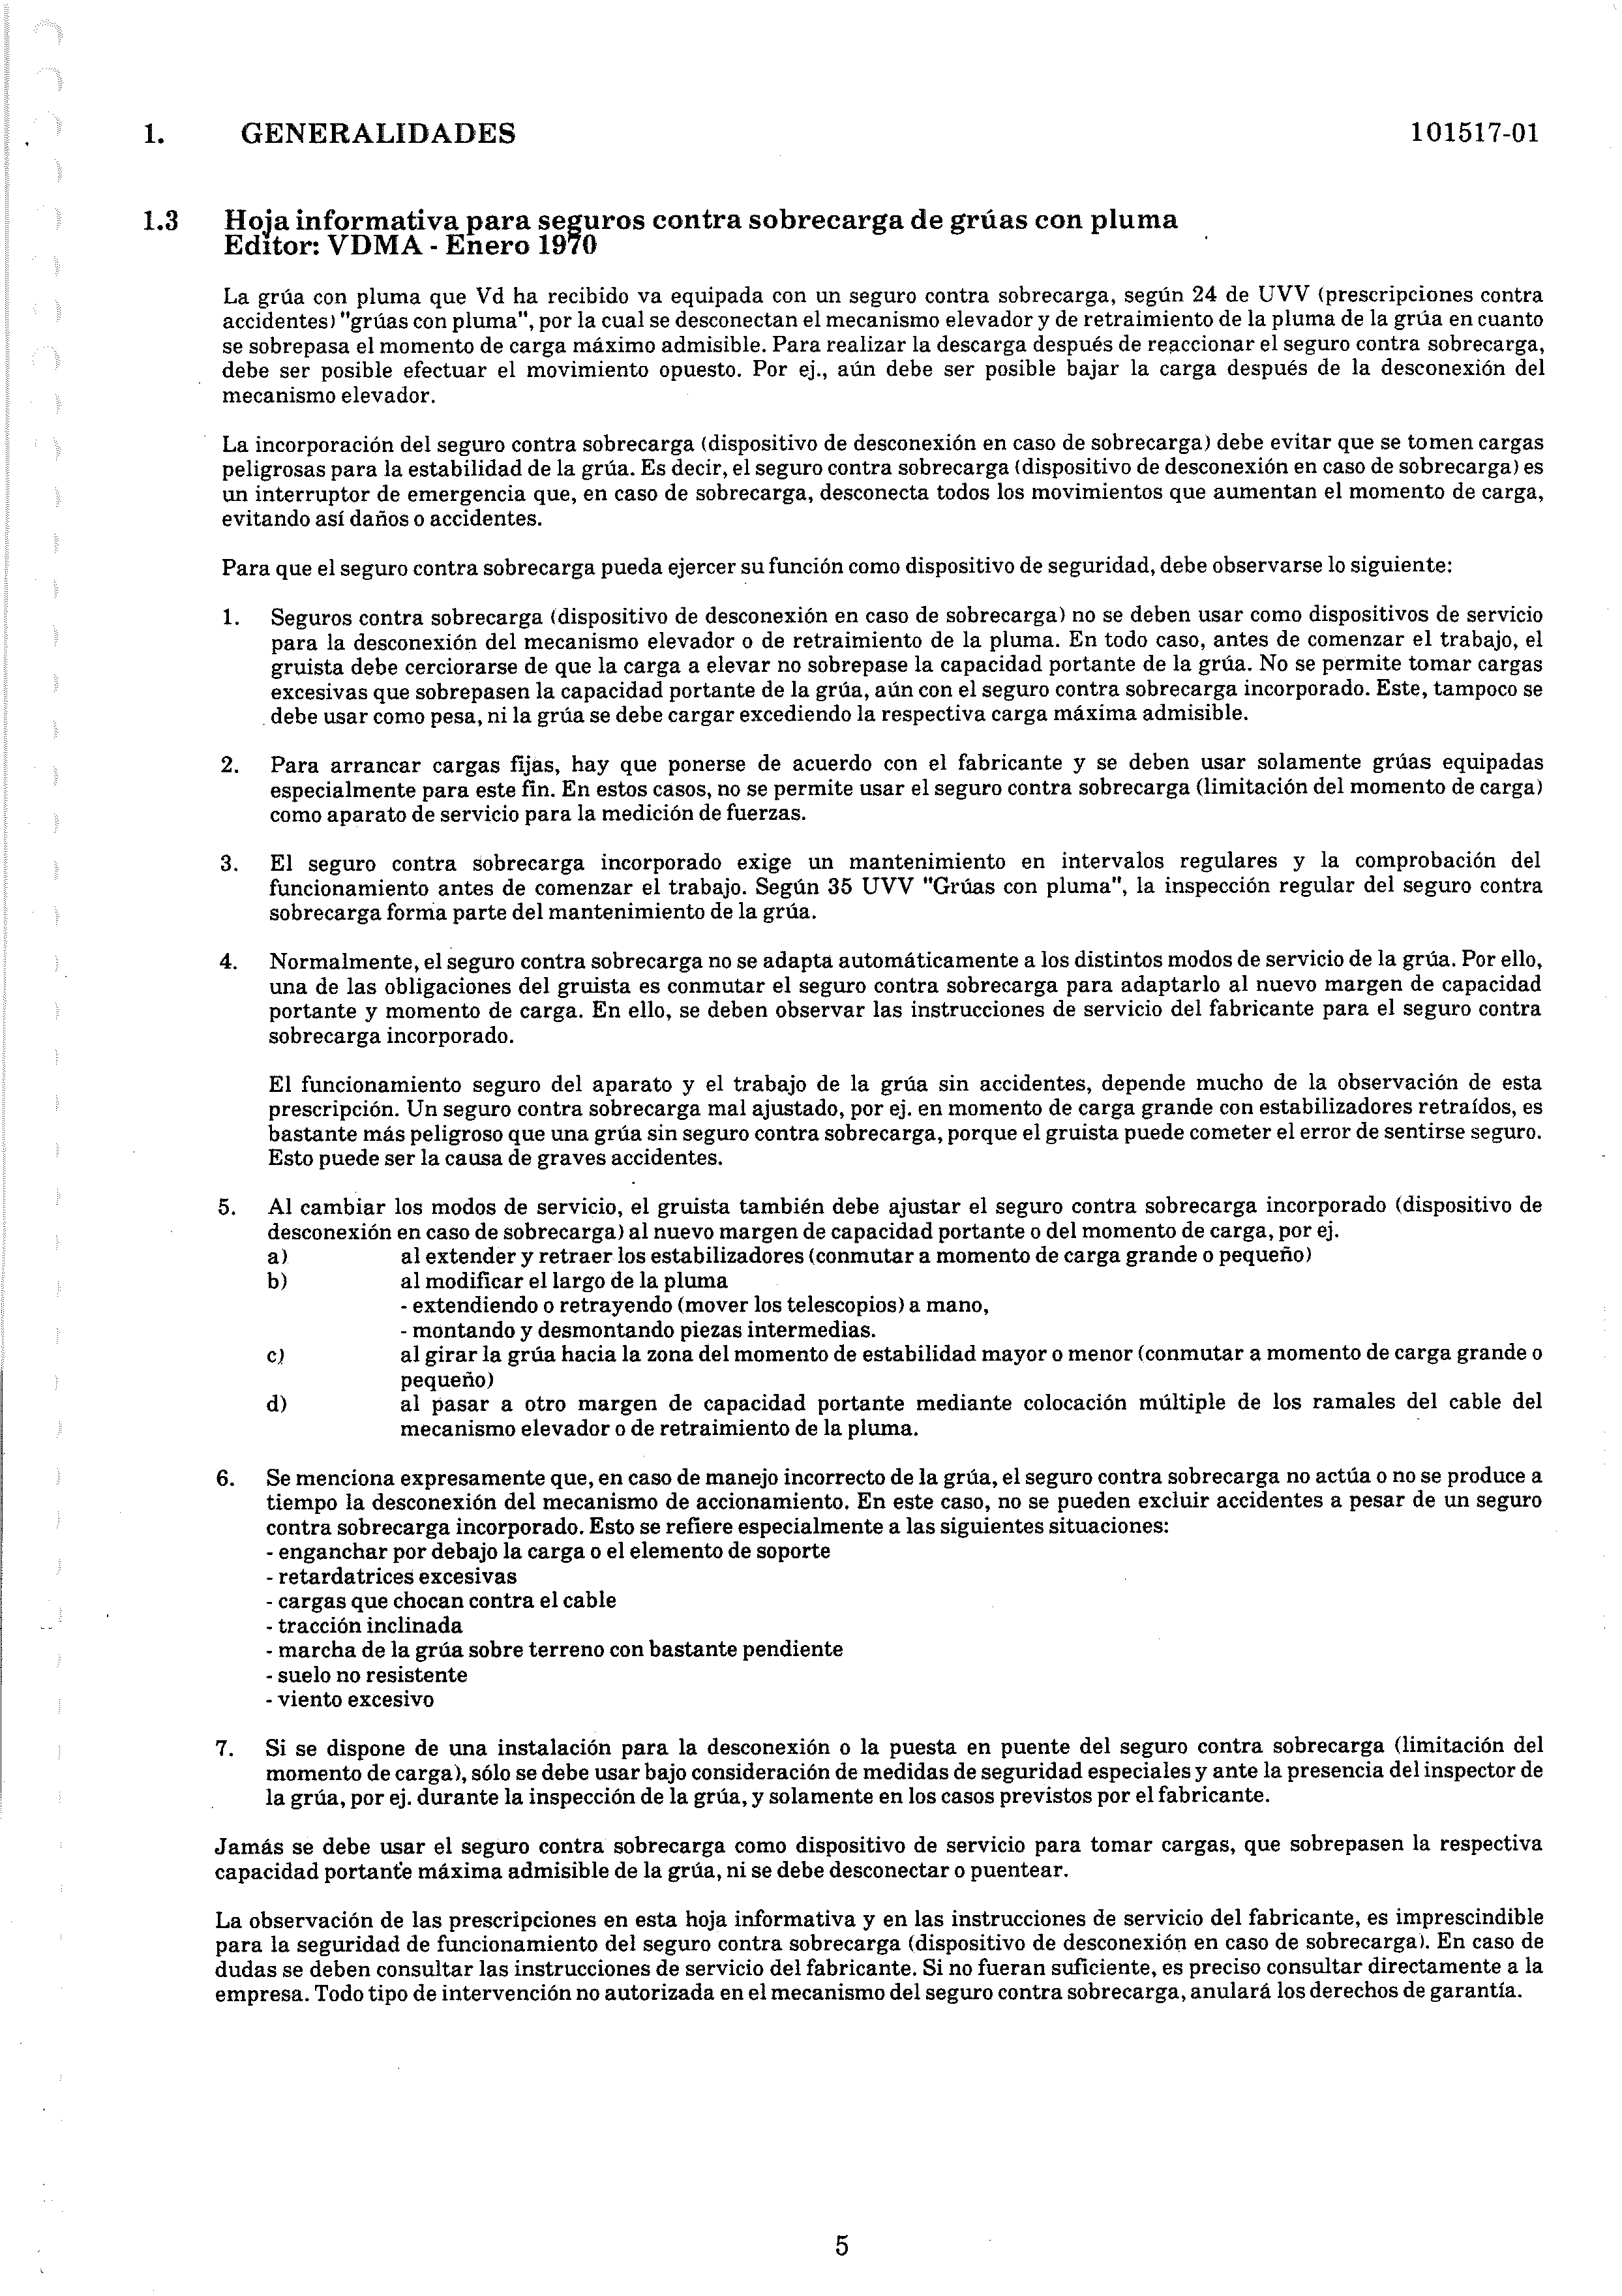 1. GENERALIDADES 101517-01
1.3 Hoja informativa para seguros contra sobrecarga de grúas con pluma
Editor: VDMA - Enero 1970
La grúa con pluma que Vd ha recibido va equipada con un seguro contra sobrecarga, según 24 de UVV (prescripciones contra
accidentes) "grúas con pluma", por la cual se desconectan el mecanismo elevador y de retraimiento de la pluma de la grúa en cuanto
se sobrepasa el momento de carga máximo admisible. Para realizar la descarga después de reaccionar el seguro contra sobrecarga,
debe ser posible efectuar el movimiento opuesto. Por ej., aún debe ser posible bajar la carga después de la desconexión del
mecanismo elevador.
La incorporación del seguro contra sobrecarga (dispositivo de desconexión en caso de sobrecarga) debe evitar que se tomen cargas
peligrosas para la estabilidad de la grúa. Es decir, el seguro contra sobrecarga (dispositivo de desconexión en caso de sobrecarga) es
un interruptor de emergencia que, en caso de sobrecarga, desconecta todos los movimientos que aumentan el momento de carga,
evitando así daños o accidentes.
Para que el seguro contra sobrecarga pueda ejercer su función como dispositivo de seguridad, debe observarse lo siguiente:
1. Seguros contra sobrecarga (dispositivo de desconexión en caso de sobrecarga) no se deben usar como dispositivos de servicio
para la desconexión del mecanismo elevador o de retraimiento de la pluma. En todo caso, antes de comenzar el trabajo, el
gruista debe cerciorarse de que la carga a elevar no sobrepase la capacidad portante de la grúa. No se permite tomar cargas
excesivas que sobrepasen la capacidad portante de la grúa, aún con el seguro contra sobrecarga incorporado. Este, tampoco se
debe usar como pesa, ni la grúa se debe cargar excediendo la respectiva carga máxima admisible.
2. Para arrancar cargas fijas, hay que ponerse de acuerdo con el fabricante y se deben usar solamente grúas equipadas
especialmente para este fin. En estos casos, no se permite usar el seguro contra sobrecarga (limitación del momento de carga)
como aparato de servicio para la medición de fuerzas.
3. El seguro contra sobrecarga incorporado exige un mantenimiento en intervalos regulares y la comprobación del
funcionamiento antes de comenzar el trabajo. Según 35 UVV "Grúas con pluma", la inspección regular del seguro contra
sobrecarga forma parte del mantenimiento de la grúa.
4. Normalmente, el seguro contra sobrecarga no se adapta automáticamente a los distintos modos de servicio de la grúa. Por ello,
una de las obligaciones del gruista es conmutar el seguro contra sobrecarga para adaptarlo al nuevo margen de capacidad
portante y momento de carga. En ello, se deben observar las instrucciones de servicio del fabricante para el seguro contra
sobrecarga incorporado.
El funcionamiento seguro del aparato y el trabajo de la grúa sin accidentes, depende mucho de la observación de esta
prescripción. Un seguro contra sobrecarga mal ajustado, por ej. en momento de carga grande con estabilizadores retraídos, es
bastante más peligroso que una grúa sin seguro contra sobrecarga, porque el gruista puede cometer el error de sentirse seguro.
Esto puede ser la causa de graves accidentes.
5. Al cambiar los modos de servicio, el gruista también debe ajustar el seguro contra sobrecarga incorporado (dispositivo de
desconexión en caso de sobrecarga) al nuevo margen de capacidad portante o del momento de carga, por ej.
a) al extender y retraer los estabilizadores (conmutar a momento de carga grande o pequeño)
b) al modificar el largo de la pluma
- extendiendo o retrayendo (mover los telescopios) a mano,
- montando y desmontando piezas intermedias.
c) al girar la grúa hacia la zona del momento de estabilidad mayor o menor (conmutar a momento de carga grande o
pequeño)
d) al pasar a otro margen de capacidad portante mediante colocación múltiple de los ramales del cable del
mecanismo elevador o de retraimiento de la pluma.
6. Se menciona expresamente que, en caso de manejo incorrecto de la grúa, el seguro contra sobrecarga no actúa o no se produce a
tiempo la desconexión del mecanismo de accionamiento. En este caso, no se pueden excluir accidentes a pesar de un seguro
contra sobrecarga incorporado. Esto se refiere especialmente a las siguientes situaciones:
- enganchar por debajo la carga o el elemento de soporte
- retardatrices excesivas
- cargas que chocan contra el cable
- tracción inclinada
- marcha de la grúa sobre terreno con bastante pendiente
- suelo no resistente
- viento excesivo
7. Si se dispone de una instalación para la desconexión o la puesta en puente del seguro contra sobrecarga (limitación del
momento de carga), sólo se debe usar bajo consideración de medidas de seguridad especiales y ante la presencia del inspector de
la grúa, por ej. durante la inspección de la grúa, y solamente en los casos previstos por el fabricante.
Jamás se debe usar el seguro contra sobrecarga como dispositivo de servicio para tomar cargas, que sobrepasen la respectiva
capacidad portante máxima admisible de la grúa, ni se debe desconectar o puentear.
La observación de las prescripciones en esta hoja informativa y en las instrucciones de servicio del fabricante, es imprescindible
para la seguridad de funcionamiento del seguro contra sobrecarga (dispositivo de desconexión en caso de sobrecarga). En caso de
dudas se deben consultar las instrucciones de servicio del fabricante. Si no fueran suficiente, es preciso consultar directamente a la
empresa. Todo tipo de intervención no autorizada en el mecanismo del seguro contra sobrecarga, anulará los derechos de garantía.
5